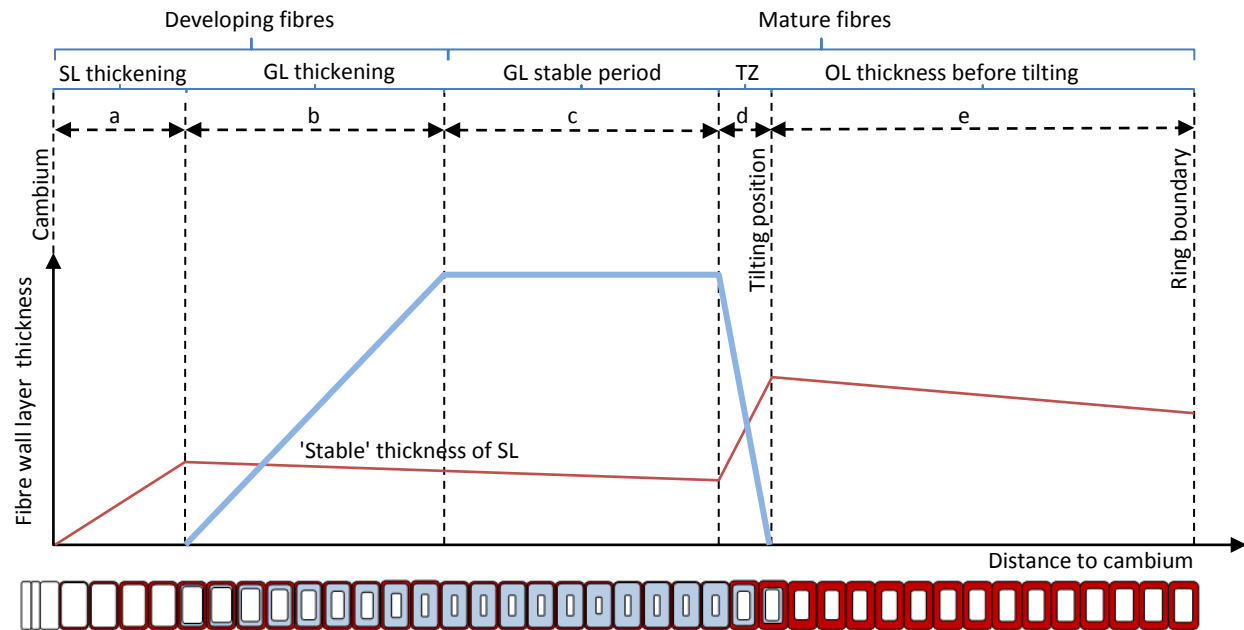 Developing fibres
Mature fibres
SL thickening
GL thickening
GL stable period
TZ
OL thickness before tilting
a
b
c
d
e
Cambium
Tilting position
Ring boundary
Fibre wall layer thickness
'Stable' thickness of SL
Distance to cambium